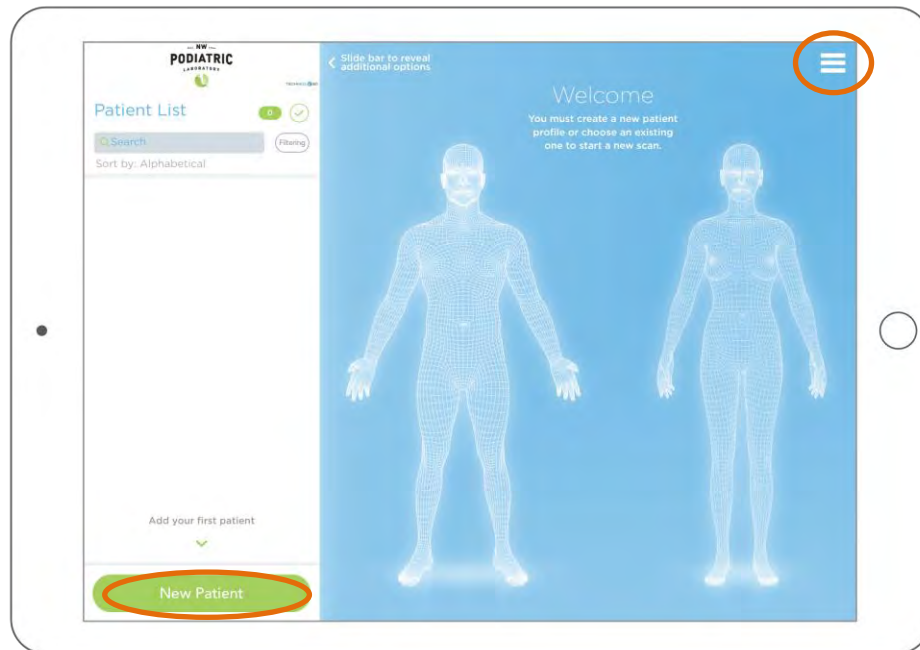 NW
PODIATRIC
LABORATORY
Patient List
0
Search
Filtering
Sort by: Alphabetical
Add your first patient
New Patient
Slide bar to reveal
additional options
Welcome
You must create a new patient
profile or choose an existing
one to start a new scan.